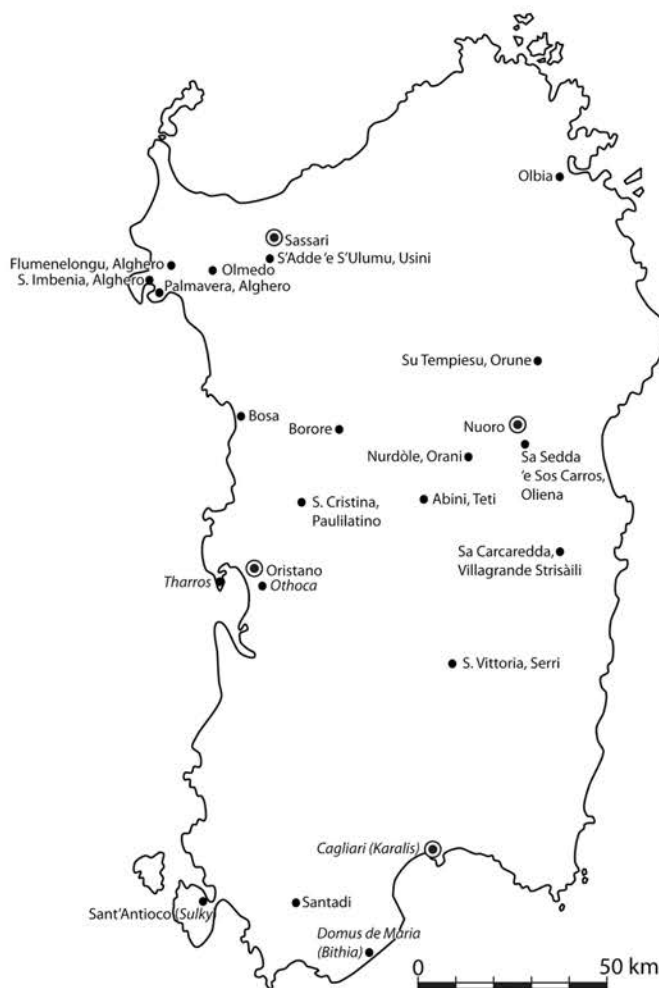 Olbia
Sassari
S'Adde 'e S'Ulumu, Usini
Flumenelongu, Alghero
Olmedo
S. Imbenia, Alghero
Palmavera, Alghero
Su Tempiesu, Orune
Bosa
Borore
Nuoro
Nurdòle, Orani
Sa Sedda
'e Sos Carros,
Oliena
S. Cristina,
Paulilatino
Abini, Teti
Sa Carcaredda,
Villagrande Strisàili
Oristano
Tharros
Othoca
S. Vittoria, Serri
Cagliari (Karalis)
Sant'Antioco (Sulky)
Santadi
Domus de Maria
(Bithia)
0 50 km